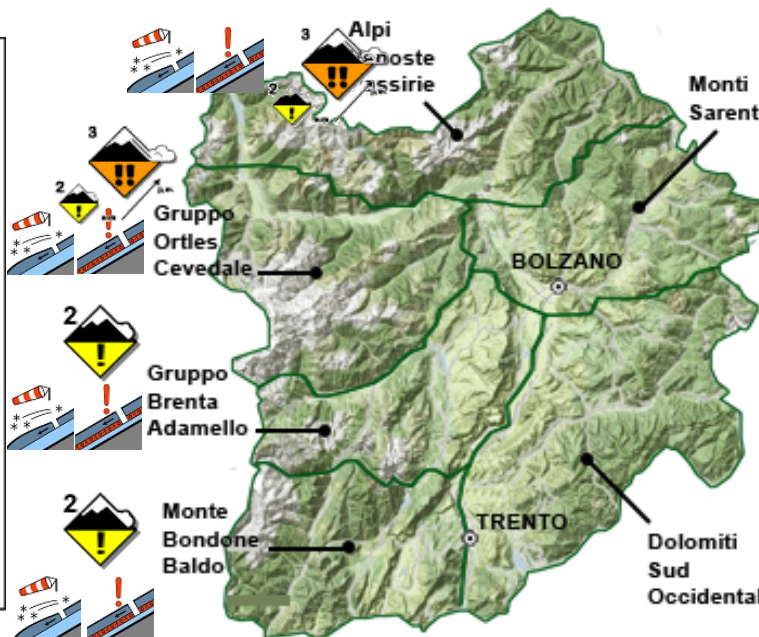 3
Alpi
2
Monti
Sarent
3
2
Gruppo
Ortles
Cevedale
BOLZANO
2
Gruppo
Brenta
Adamello
2
Monte
Bondone
Baldo
TRENTO
Dolomiti
Sud
Occidental